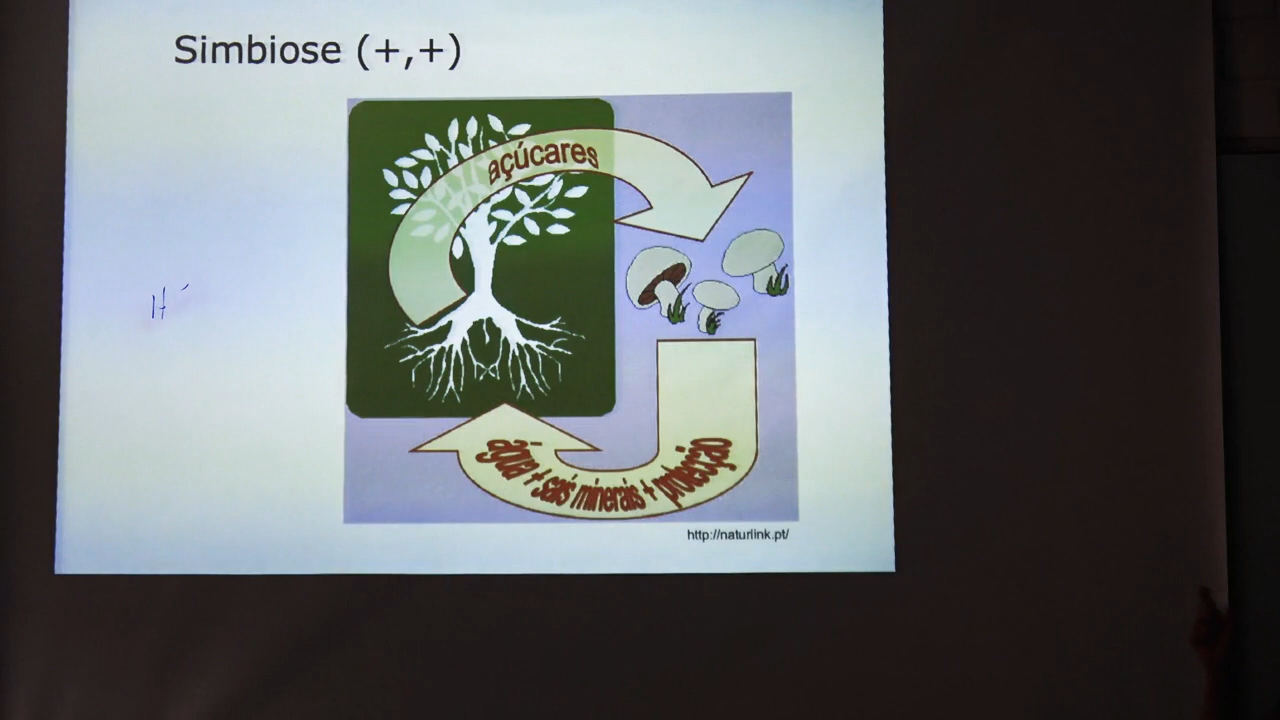 Simbiose (+,+)
açúcares
água + sais minerais + protecção
http://naturlink.pt/